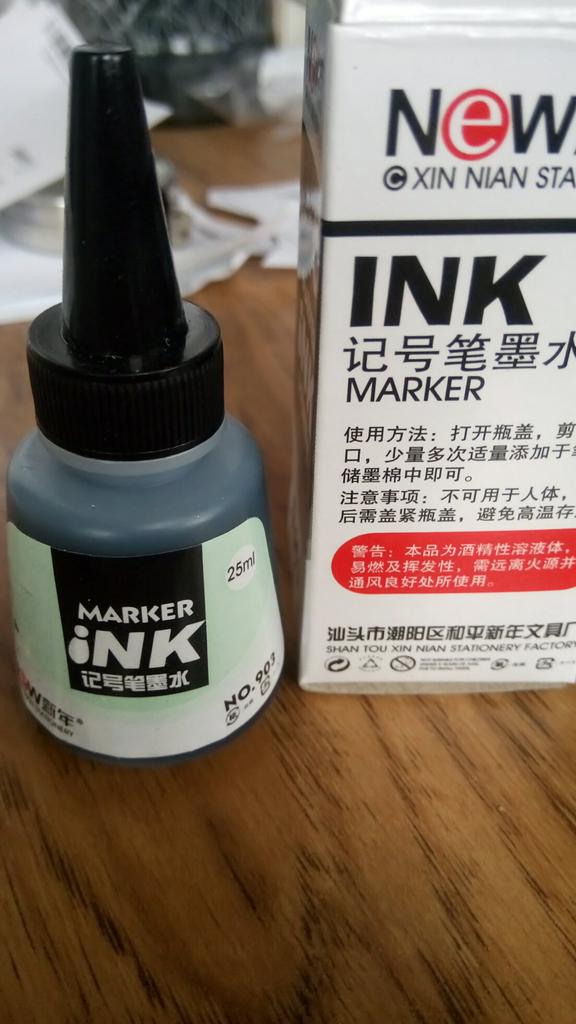 25ml
MARKER
iNK
记号笔墨水
NO.903
新年®
NeW
© XIN NIAN STA
INK
记号笔墨水
MARKER
使用方法：打开瓶盖，剪
口，少量多次适量添加于
储墨棉中即可。
注意事项：不可用于人体，
后需盖紧瓶盖，避免高温存
警告：本品为酒精性溶液体，
易燃及挥发性，需远离火源并
通风良好处所使用。
汕头市潮阳区和平新年文具厂
SHAN TOU XIN NIAN STATIONERY FACTORY